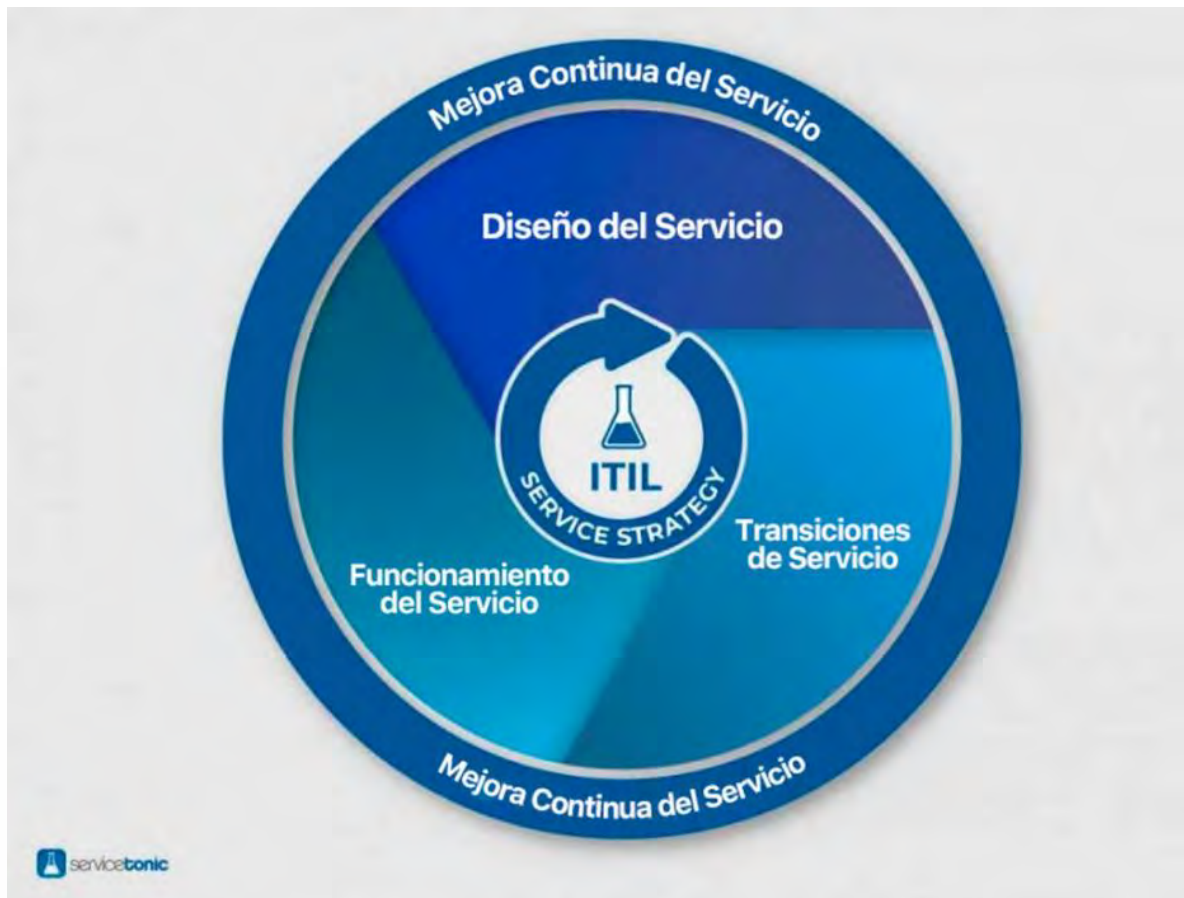 Mejora Continua del Servicio
Diseño del Servicio
ITIL
SERVICE STRATEGY
Transiciones
de Servicio
Funcionamiento
del Servicio
Mejora Continua del Servicio
servicetonic